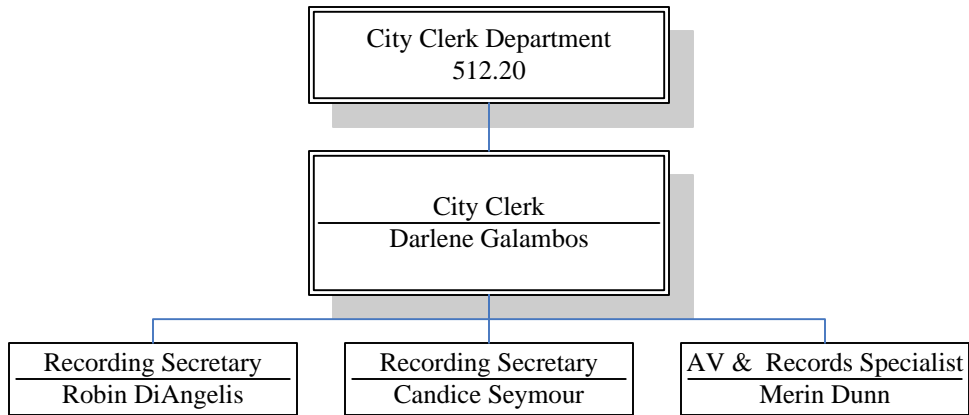 City Clerk Department
512.20
City Clerk
Darlene Galambos
Recording Secretary
Robin DiAngelis
Recording Secretary
Candice Seymour
AV & Records Specialist
Merin Dunn